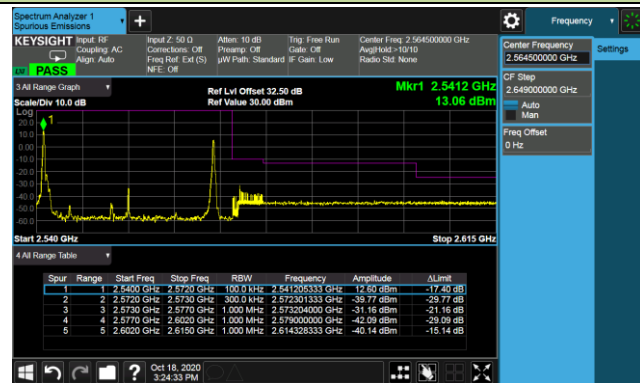 Spectrum Analyzer 1
Spurious Emissions
+
Frequency
KEYSIGHT
Input: RF
Coupling: AC
Align: Auto
Input Z: 50 Ω
Corrections: Off
Freq Ref: Ext (S)
NFE: Off
Atten: 10 dB
Preamp: Off
µW Path: Standard
Trig: Free Run
Gate: Off
IF Gain: Low
Center Freq: 2.564500000 GHz
Avg|Hold:>10/10
Radio Std: None
PASS
Center Frequency
2.564500000 GHz
Settings
CF Step
2.649000000 GHz
Auto
Man
Freq Offset
0 Hz
3 All Range Graph
Scale/Div 10.0 dB
Ref Lvl Offset 32.50 dB
Ref Value 30.00 dBm
Mkr1 2.5412 GHz
13.06 dBm
Log
1
20.0
10.0
0.00
-10.0
-20.0
-30.0
-40.0
-50.0
-60.0
Start 2.540 GHz
Stop 2.615 GHz
4 All Range Table
Spur Range Start Freq Stop Freq RBW Frequency Amplitude ΔLimit
1 1 2.5400 GHz 2.5720 GHz 100.0 kHz 2.541205333 GHz 12.60 dBm -17.40 dB
2 2 2.5720 GHz 2.5730 GHz 300.0 kHz 2.572301333 GHz -39.77 dBm -29.77 dB
3 3 2.5730 GHz 2.5770 GHz 1.000 MHz 2.573204000 GHz -31.16 dBm -21.16 dB
4 4 2.5770 GHz 2.6020 GHz 1.000 MHz 2.579000000 GHz -42.09 dBm -29.09 dB
5 5 2.6020 GHz 2.6150 GHz 1.000 MHz 2.614328333 GHz -40.14 dBm -15.14 dB
?
Oct 18, 2020
3:24:33 PM